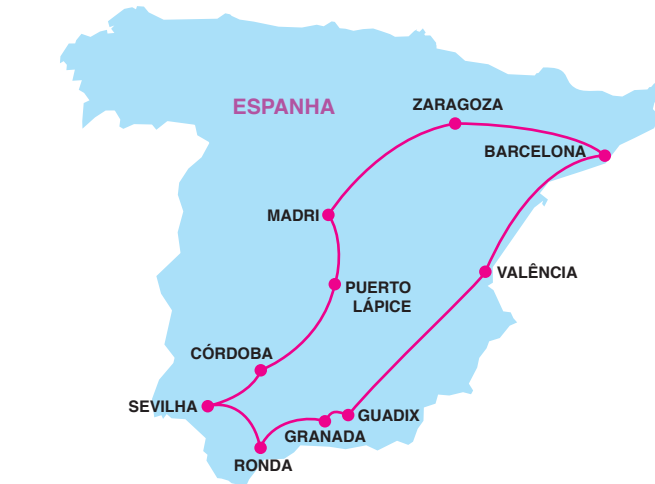 ESPANHA
ZARAGOZA
BARCELONA
MADRI
VALÊNCIA
PUERTO
LÁPICE
CÓRDOBA
SEVILHA
GUADIX
GRANADA
RONDA